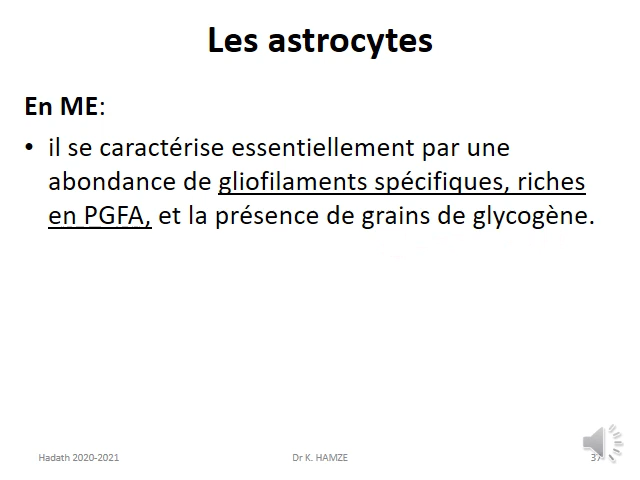 Les astrocytes
En ME:
• il se caractérise essentiellement par une
abondance de gliofilaments spécifiques, riches
en PGFA, et la présence de grains de glycogène.
Hadath 2020-2021 Dr K. HAMZE 37